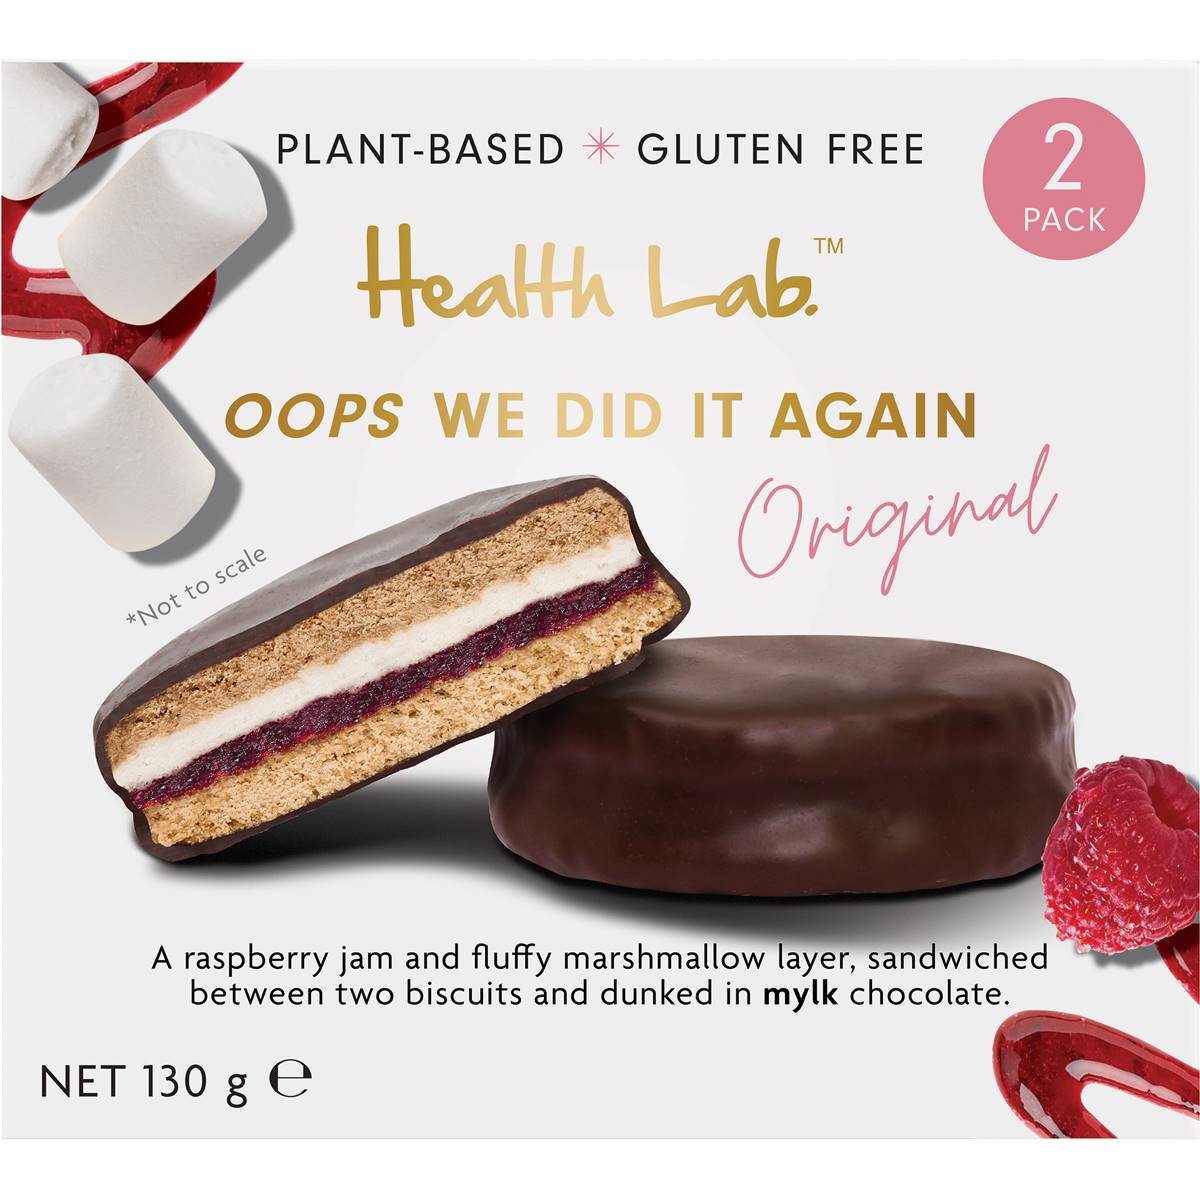 PLANT-BASED * GLUTEN FREE
2
PACK
Health Lab.™
OOPS WE DID IT AGAIN
Original
*Not to scale
A raspberry jam and fluffy marshmallow layer, sandwiched
between two biscuits and dunked in mylk chocolate.
NET 130 g ℮